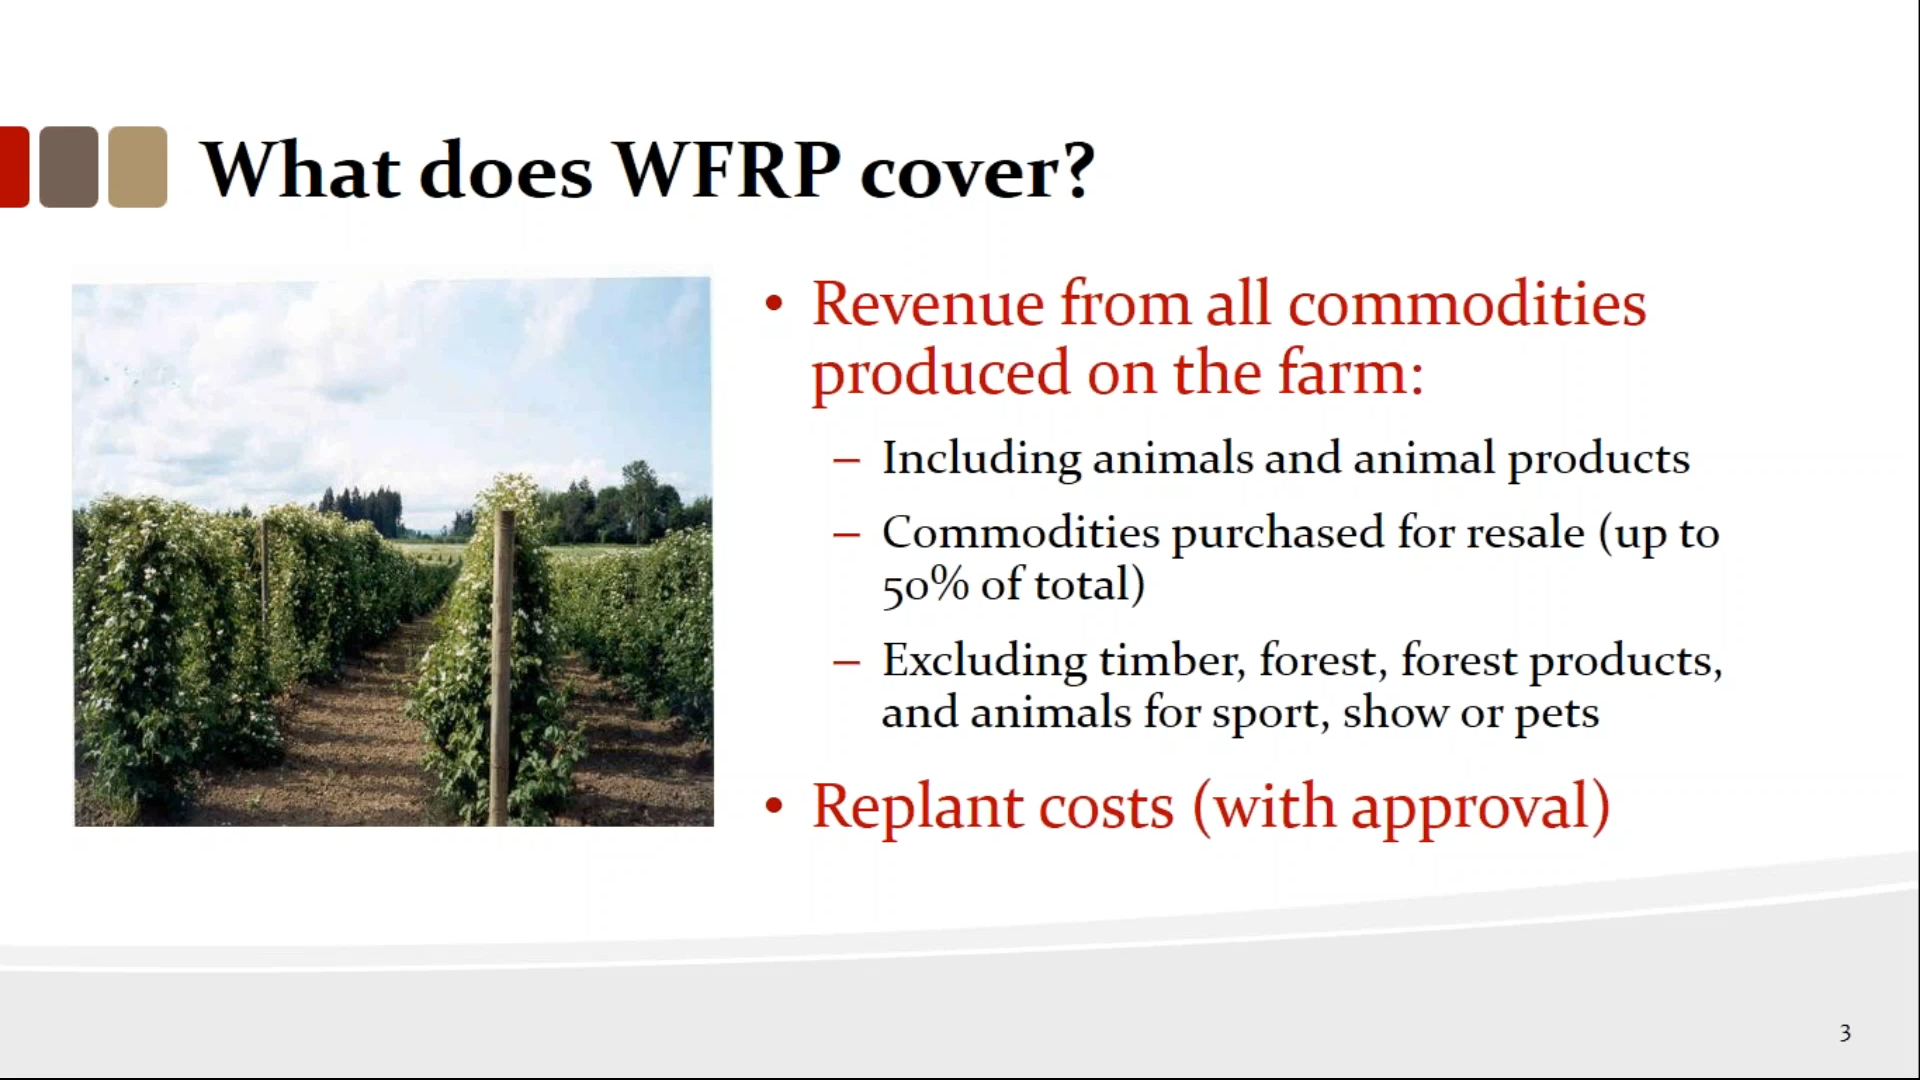 What does WFRP cover?
• Revenue from all commodities
produced on the farm:
– Including animals and animal products
– Commodities purchased for resale (up to
50% of total)
– Excluding timber, forest, forest products,
and animals for sport, show or pets
• Replant costs (with approval)
3